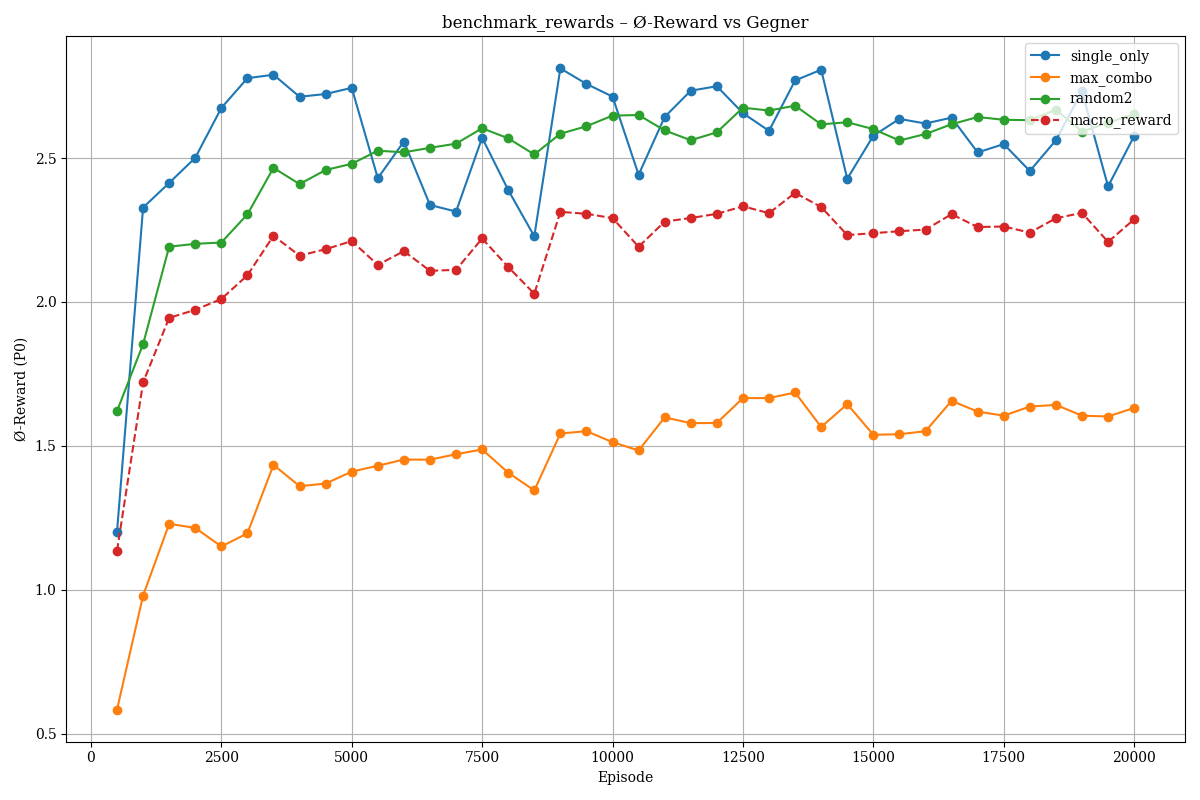 benchmark_rewards – Ø-Reward vs Gegner
single_only
max_combo
random2
macro_reward
Ø-Reward (P0)
2.5
2.0
1.5
1.0
0.5
0 2500 5000 7500 10000 12500 15000 17500 20000
Episode